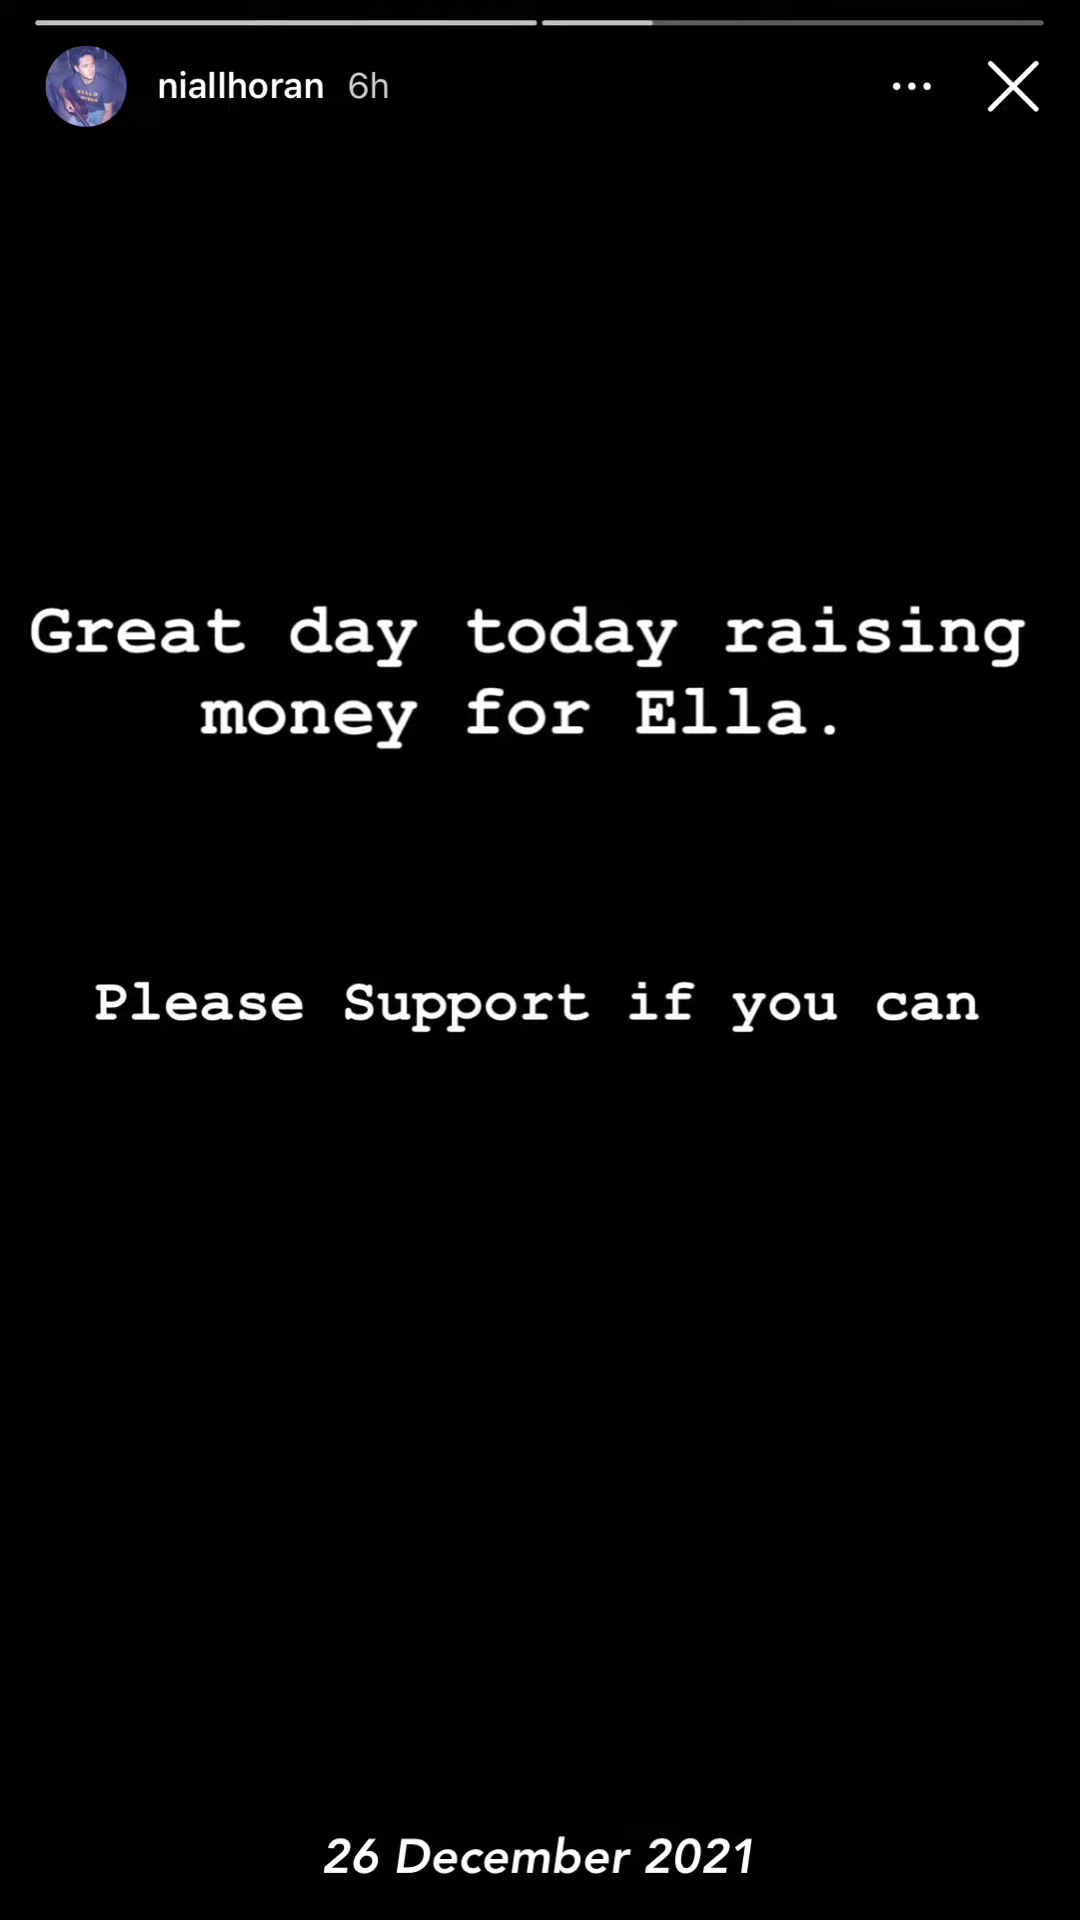 niallhoran 6h
Great day today raising
money for Ella.
Please Support if you can
26 December 2021